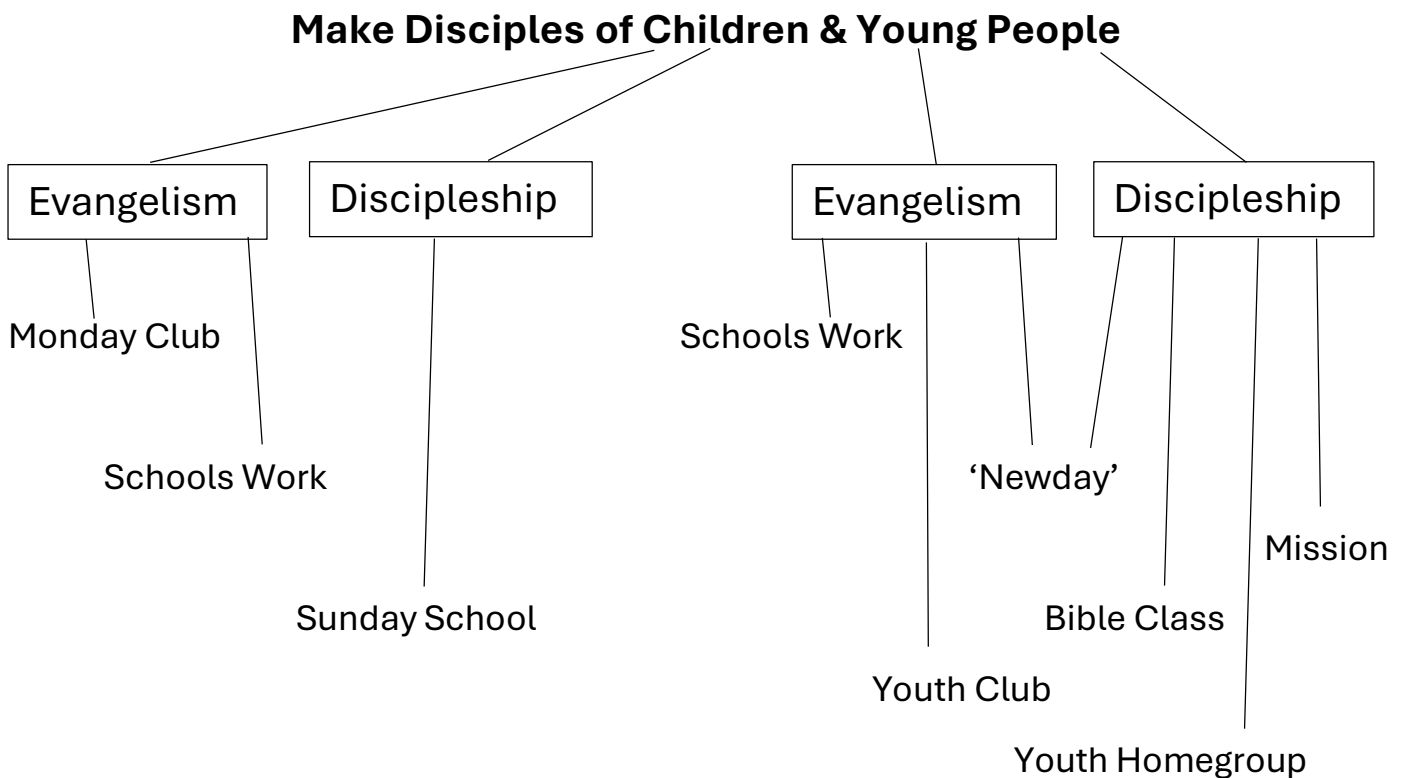 Make Disciples of Children & Young People
Evangelism
Discipleship
Evangelism
Discipleship
Monday Club
Schools Work
Schools Work
‘Newday’
Mission
Sunday School
Bible Class
Youth Club
Youth Homegroup